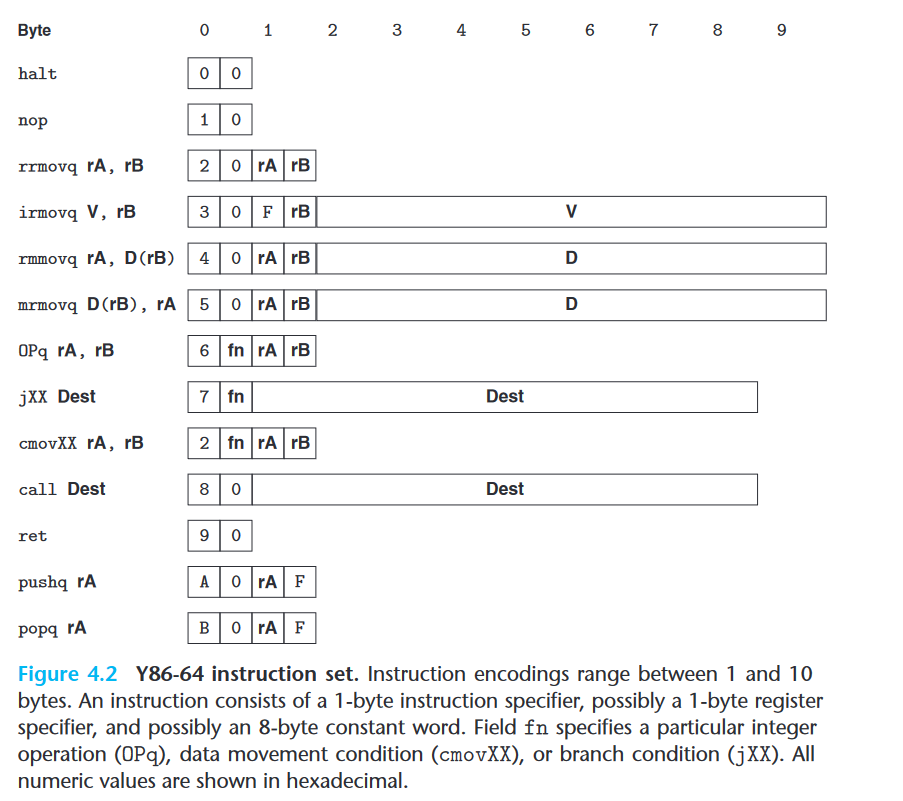 Byte 0 1 2 3 4 5 6 7 8 9
halt 0 0
nop 1 0
rrmovq rA, rB 2 0 rA rB
irmovq V, rB 3 0 F rB V
rmmovq rA, D(rB) 4 0 rA rB D
mrmovq D(rB), rA 5 0 rA rB D
OPq rA, rB 6 fn rA rB
jXX Dest 7 fn Dest
cmovXX rA, rB 2 fn rA rB
call Dest 8 0 Dest
ret 9 0
pushq rA A 0 rA F
popq rA B 0 rA F
Figure 4.2 Y86-64 instruction set. Instruction encodings range between 1 and 10
bytes. An instruction consists of a 1-byte instruction specifier, possibly a 1-byte register
specifier, and possibly an 8-byte constant word. Field fn specifies a particular integer
operation (OPq), data movement condition (cmovXX), or branch condition (jXX). All
numeric values are shown in hexadecimal.